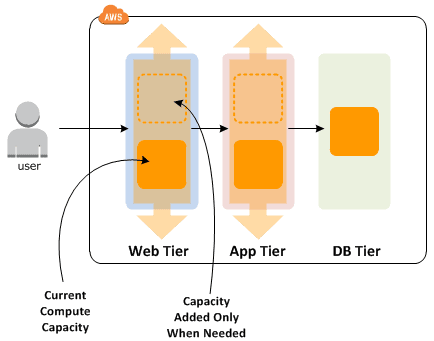 AWS
user
Web Tier
App Tier
DB Tier
Current
Compute
Capacity
Capacity
Added Only
When Needed